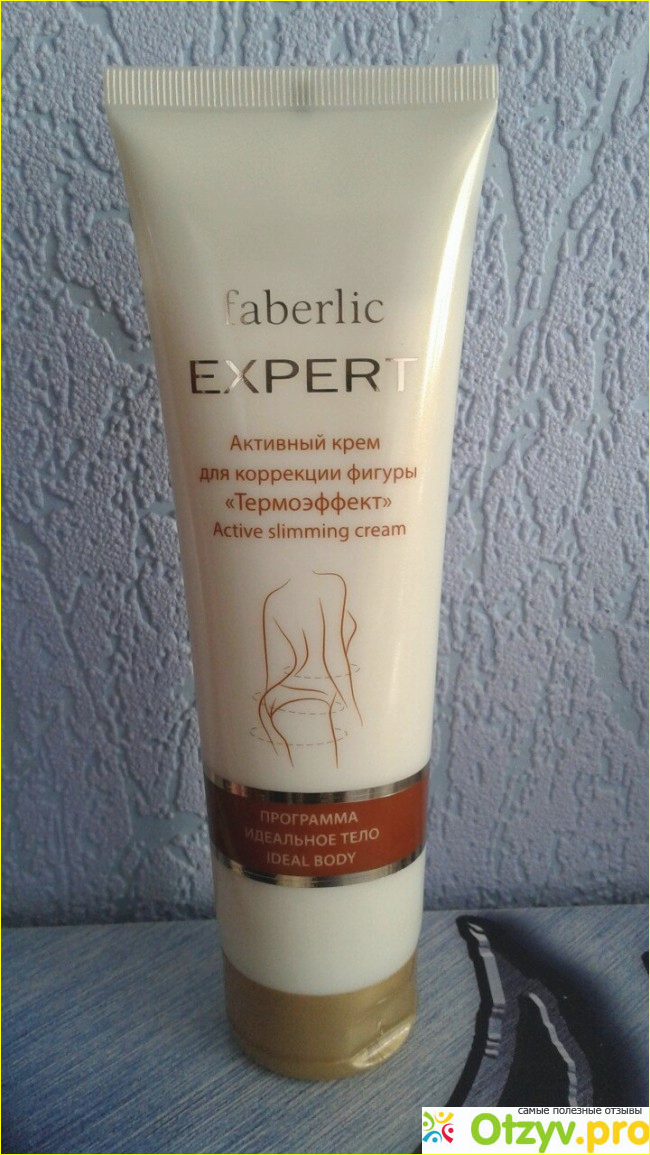 faberlic
EXPERT
Активный крем
для коррекции фигуры
«Термоэффект»
Active slimming cream
ПРОГРАММА
ИДЕАЛЬНОЕ ТЕЛО
IDEAL BODY
самые полезные отзывы
Otzyv.pro